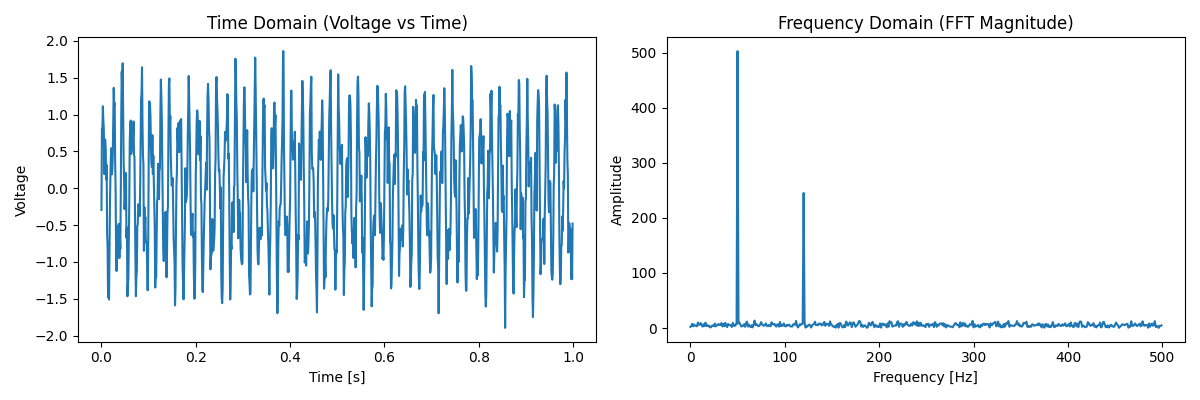 Time Domain (Voltage vs Time)
Voltage
2.0
1.5
1.0
0.5
0.0
−0.5
−1.0
−1.5
−2.0
0.0 0.2 0.4 0.6 0.8 1.0
Time [s]
Frequency Domain (FFT Magnitude)
Amplitude
500
400
300
200
100
0
0 100 200 300 400 500
Frequency [Hz]